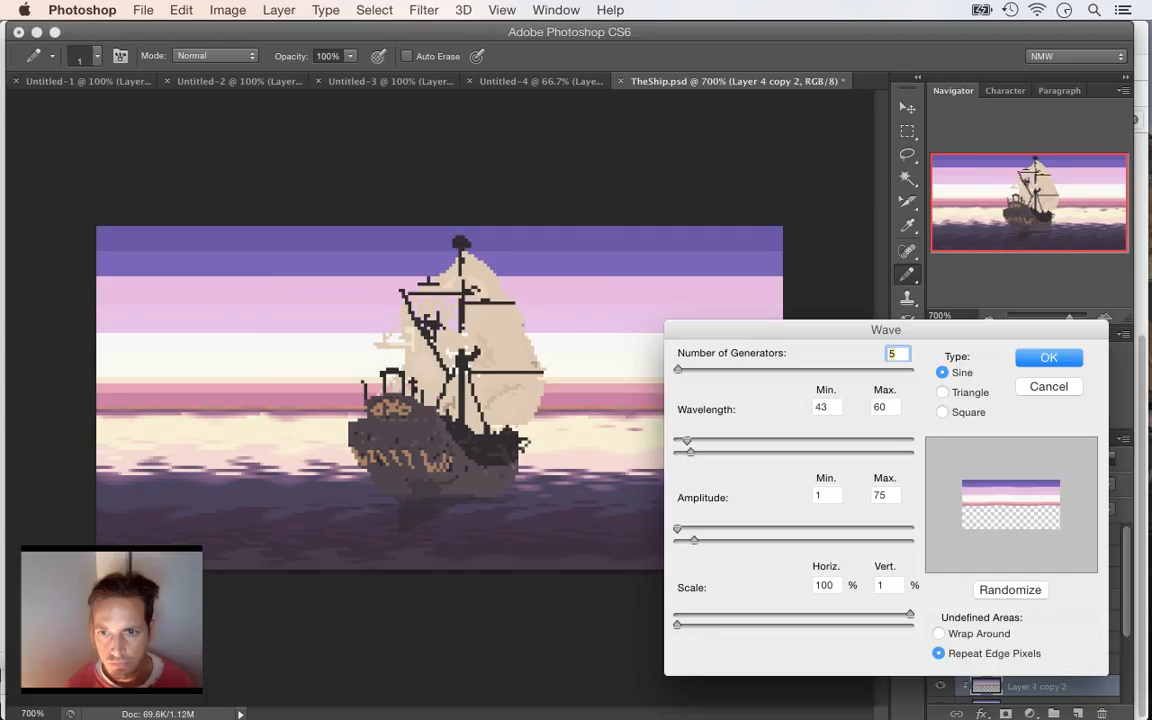 Photoshop File Edit Image Layer Type Select Filter 3D View Window Help
Adobe Photoshop CS6
1 Mode: Normal Opacity: 100% Auto Erase NMW
Untitled-1 @ 100% (Layer... Untitled-2 @ 100% (Layer... Untitled-3 @ 100% (Layer... Untitled-4 @ 66.7% (Laye... TheShip.psd @ 700% (Layer 4 copy 2, RGB/8) * Navigator Character Paragraph
700%
Wave
Number of Generators: 5
Type:
Sine
Triangle
Square
OK
Cancel
Min. Max.
Wavelength: 43 60
Min. Max.
Amplitude: 1 75
Horiz. Vert.
Scale: 100 % 1 %
Randomize
Undefined Areas:
Wrap Around
Repeat Edge Pixels
Layer 4 copy 2
700% Doc: 69.6K/1.12M